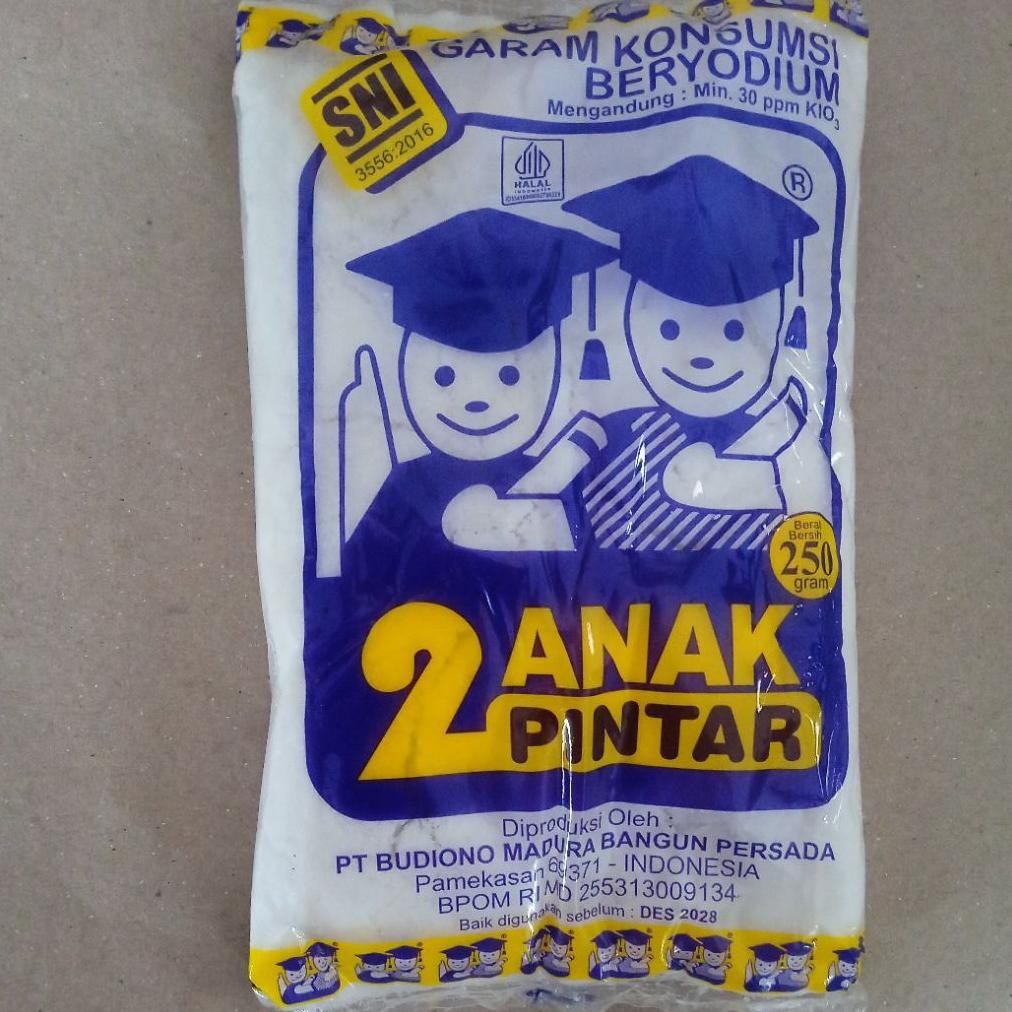 GARAM KONSUMSI
BERYODIUM
Mengandung : Min. 30 ppm KIO3
SNI
3556:2016
HALAL
INDONESIA
®
Berat
Bersih
250
gram
2 ANAK
PINTAR
Diproduksi Oleh :
PT BUDIONO MADURA BANGUN PERSADA
Pamekasan 69371 - INDONESIA
BPOM RI MD 255313009134
Baik digunakan sebelum : DES 2028